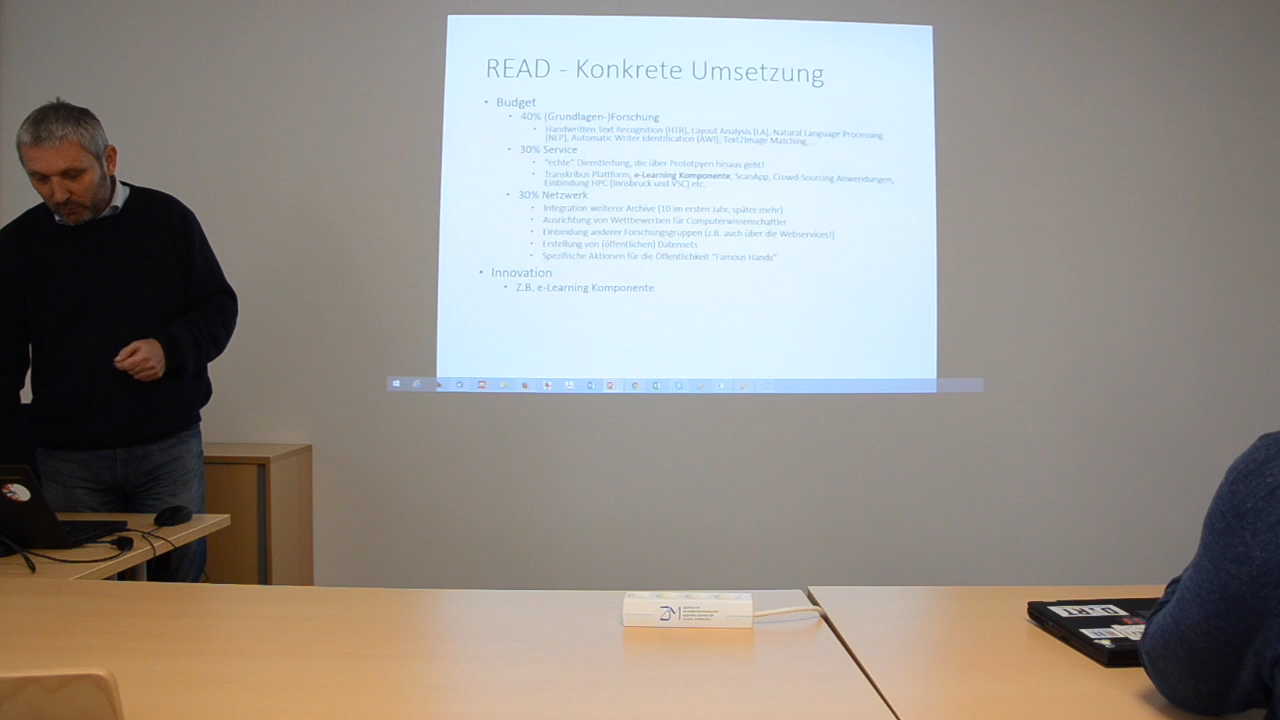 READ - Konkrete Umsetzung
• Budget
• 40% (Grundlagen-)Forschung
• Handwritten Text Recognition (HTR), Layout Analysis (LA), Natural Language Processing
(NLP), Automatic Writer Identification (AWI), Text2Image Matching, ...
• 30% Service
• "echte" Dienstleitung, die über Prototpyen hinaus geht!
• Transkribus Plattform, e-Learning Komponente, ScanApp, Crowd-Sourcing Anwendungen,
Einbindung HPC (Innsbruck und VSC) etc.
• 30% Netzwerk
• Integration weiterer Archive (10 im ersten Jahr, später mehr)
• Ausrichtung von Wettbewerben für Computerwissenschaftler
• Einbindung anderer Forschungsgruppen (z.B. auch über die Webservices!)
• Erstellung von (öffentlichen) Datensets
• Spezifische Aktionen für die Öffentlichkeit "Famous Hands"
• Innovation
• Z.B. e-Learning Komponente